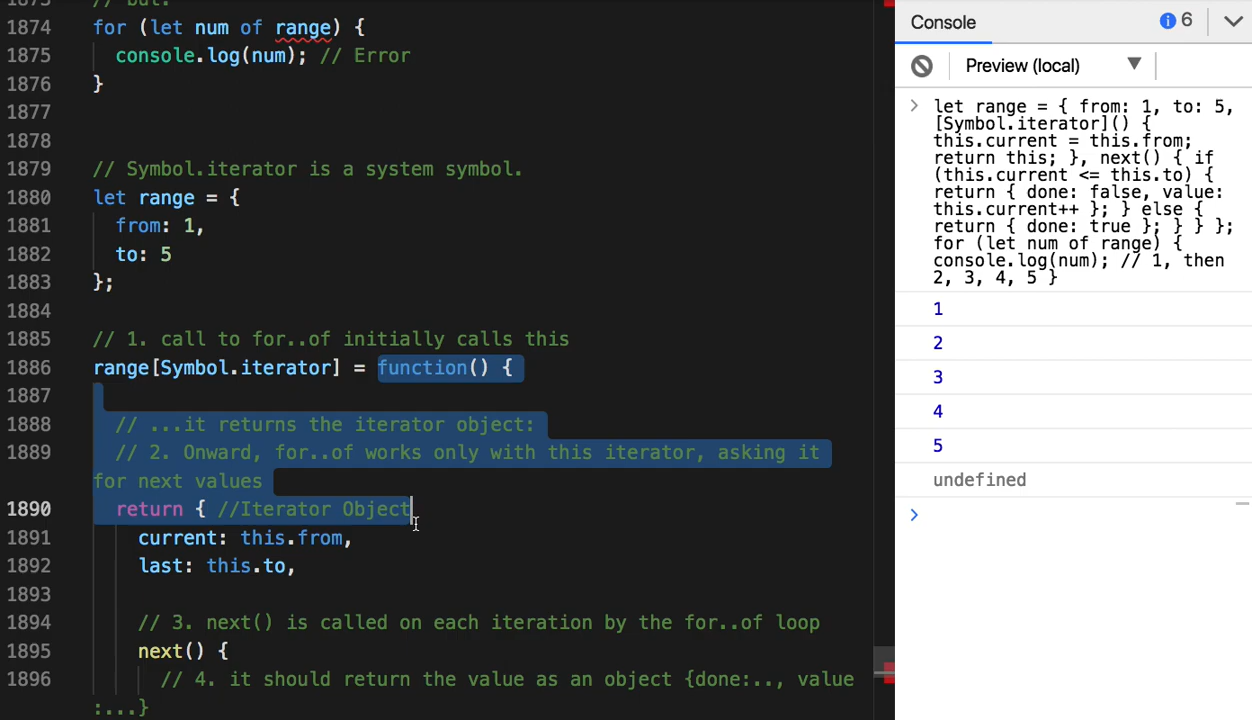 1873 // but:
1874 for (let num of range) {
1875 console.log(num); // Error
1876 }
1877
1878
1879 // Symbol.iterator is a system symbol.
1880 let range = {
1881 from: 1,
1882 to: 5
1883 };
1884
1885 // 1. call to for..of initially calls this
1886 range[Symbol.iterator] = function() {
1887
1888 // ...it returns the iterator object:
1889 // 2. Onward, for..of works only with this iterator, asking it
for next values
1890 return { //Iterator Object
1891 current: this.from,
1892 last: this.to,
1893
1894 // 3. next() is called on each iteration by the for..of loop
1895 next() {
1896 // 4. it should return the value as an object {done:.., value
:...}
Console
6
Preview (local)
let range = { from: 1, to: 5,
[Symbol.iterator]() {
this.current = this.from;
return this; }, next() { if
(this.current <= this.to) {
return { done: false, value:
this.current++ }; } else {
return { done: true }; } } };
for (let num of range) {
console.log(num); // 1, then
2, 3, 4, 5 }
1
2
3
4
5
undefined